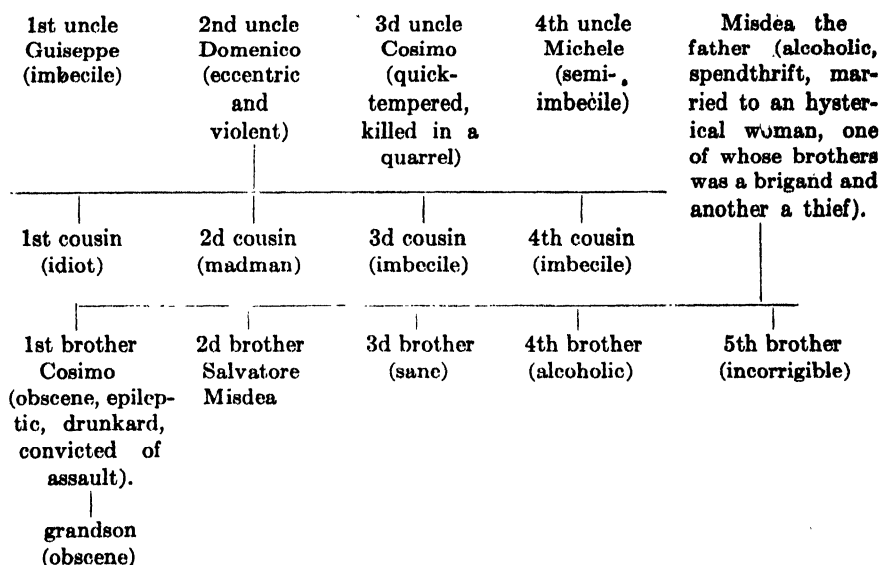 1st uncle
Guiseppe
(imbecile)
2nd uncle
Domenico
(eccentric
and
violent)
3d uncle
Cosimo
(quick-
tempered,
killed in a
quarrel)
4th uncle
Michele
(semi-
imbecile)
Misdea the
father (alcoholic,
spendthrift, mar-
ried to an hyster-
ical woman, one
of whose brothers
was a brigand and
another a thief).
1st cousin
(idiot)
2d cousin
(madman)
3d cousin
(imbecile)
4th cousin
(imbecile)
1st brother
Cosimo
(obscene, epilep-
tic, drunkard,
convicted of
assault).
2d brother
Salvatore
Misdea
3d brother
(sane)
4th brother
(alcoholic)
5th brother
(incorrigible)
grandson
(obscene)